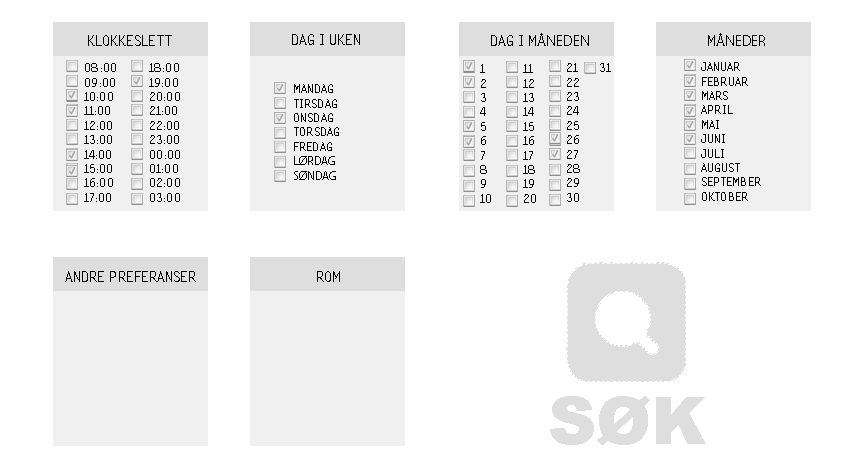 KLOKKESLETT
08:00 18:00
09:00 19:00
10:00 20:00
11:00 21:00
12:00 22:00
13:00 23:00
14:00 00:00
15:00 01:00
16:00 02:00
17:00 03:00
DAG I UKEN
MANDAG
TIRSDAG
ONSDAG
TORSDAG
FREDAG
LØRDAG
SØNDAG
DAG I MÅNEDEN
1 11 21 31
2 12 22
3 13 23
4 14 24
5 15 25
6 16 26
7 17 27
8 18 28
9 19 29
10 20 30
MÅNEDER
JANUAR
FEBRUAR
MARS
APRIL
MAI
JUNI
JULI
AUGUST
SEPTEMBER
OKTOBER
ANDRE PREFERANSER
ROM
SØK